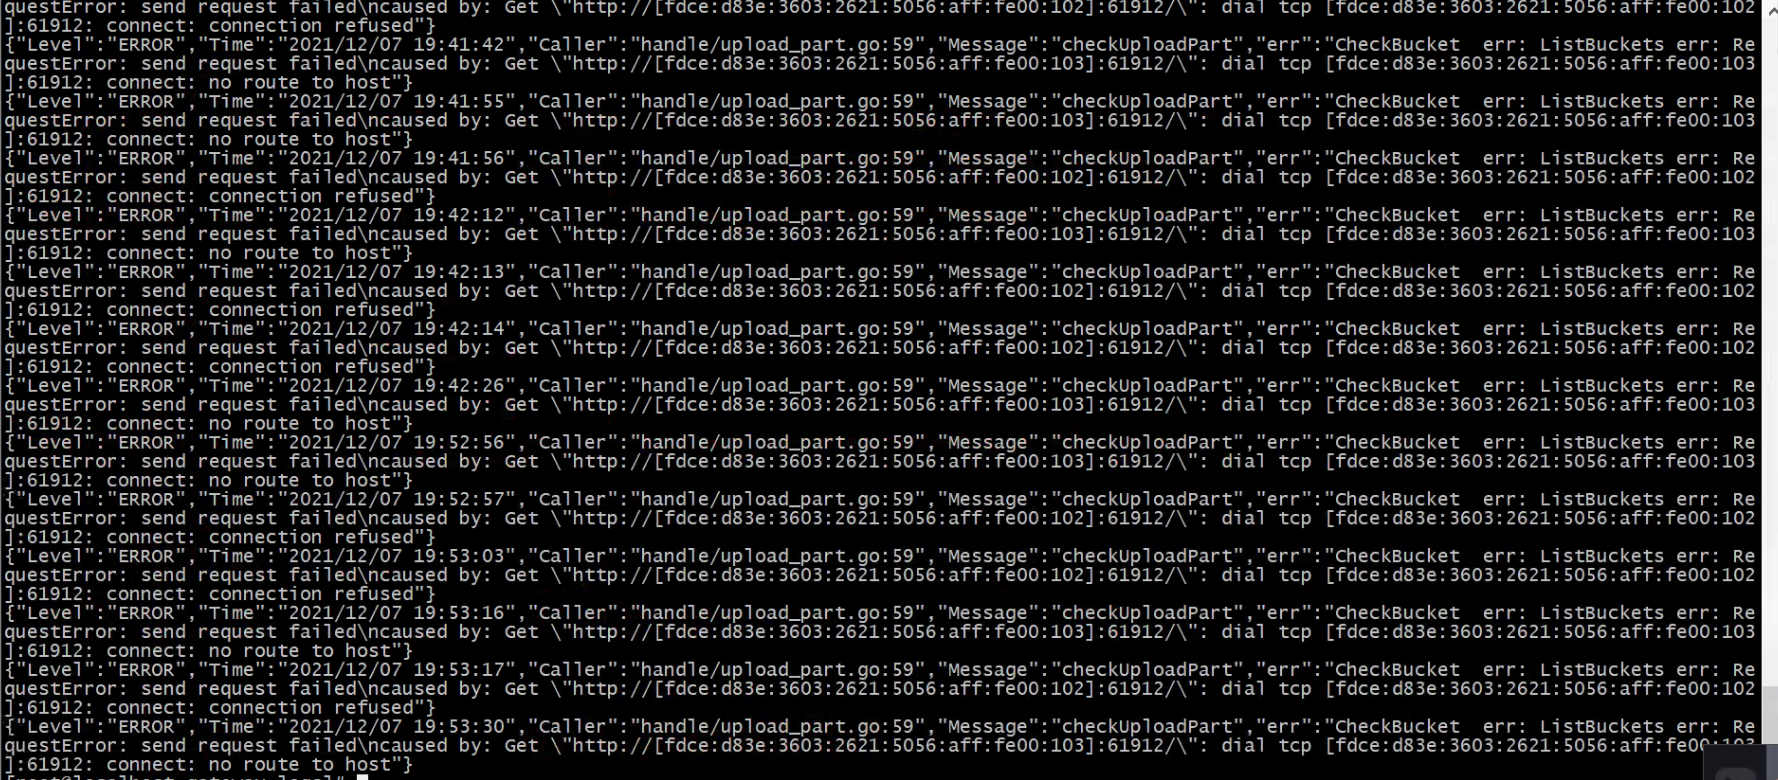 questError: send request failed\ncaused by: Get \"http://[fdce:d83e:3603:2621:5056:aff:fe00:102]:61912/\": dial tcp [fdce:d83e:3603:2621:5056:aff:fe00:102
]:61912: connect: connection refused"}
{"Level":"ERROR","Time":"2021/12/07 19:41:42","Caller":"handle/upload_part.go:59","Message":"checkUploadPart","err":"CheckBucket  err: ListBuckets err: Re
questError: send request failed\ncaused by: Get \"http://[fdce:d83e:3603:2621:5056:aff:fe00:103]:61912/\": dial tcp [fdce:d83e:3603:2621:5056:aff:fe00:103
]:61912: connect: no route to host"}
{"Level":"ERROR","Time":"2021/12/07 19:41:55","Caller":"handle/upload_part.go:59","Message":"checkUploadPart","err":"CheckBucket  err: ListBuckets err: Re
questError: send request failed\ncaused by: Get \"http://[fdce:d83e:3603:2621:5056:aff:fe00:103]:61912/\": dial tcp [fdce:d83e:3603:2621:5056:aff:fe00:103
]:61912: connect: no route to host"}
{"Level":"ERROR","Time":"2021/12/07 19:41:56","Caller":"handle/upload_part.go:59","Message":"checkUploadPart","err":"CheckBucket  err: ListBuckets err: Re
questError: send request failed\ncaused by: Get \"http://[fdce:d83e:3603:2621:5056:aff:fe00:102]:61912/\": dial tcp [fdce:d83e:3603:2621:5056:aff:fe00:102
]:61912: connect: connection refused"}
{"Level":"ERROR","Time":"2021/12/07 19:42:12","Caller":"handle/upload_part.go:59","Message":"checkUploadPart","err":"CheckBucket  err: ListBuckets err: Re
questError: send request failed\ncaused by: Get \"http://[fdce:d83e:3603:2621:5056:aff:fe00:103]:61912/\": dial tcp [fdce:d83e:3603:2621:5056:aff:fe00:103
]:61912: connect: no route to host"}
{"Level":"ERROR","Time":"2021/12/07 19:42:13","Caller":"handle/upload_part.go:59","Message":"checkUploadPart","err":"CheckBucket  err: ListBuckets err: Re
questError: send request failed\ncaused by: Get \"http://[fdce:d83e:3603:2621:5056:aff:fe00:102]:61912/\": dial tcp [fdce:d83e:3603:2621:5056:aff:fe00:102
]:61912: connect: connection refused"}
{"Level":"ERROR","Time":"2021/12/07 19:42:14","Caller":"handle/upload_part.go:59","Message":"checkUploadPart","err":"CheckBucket  err: ListBuckets err: Re
questError: send request failed\ncaused by: Get \"http://[fdce:d83e:3603:2621:5056:aff:fe00:102]:61912/\": dial tcp [fdce:d83e:3603:2621:5056:aff:fe00:102
]:61912: connect: connection refused"}
{"Level":"ERROR","Time":"2021/12/07 19:42:26","Caller":"handle/upload_part.go:59","Message":"checkUploadPart","err":"CheckBucket  err: ListBuckets err: Re
questError: send request failed\ncaused by: Get \"http://[fdce:d83e:3603:2621:5056:aff:fe00:103]:61912/\": dial tcp [fdce:d83e:3603:2621:5056:aff:fe00:103
]:61912: connect: no route to host"}
{"Level":"ERROR","Time":"2021/12/07 19:52:56","Caller":"handle/upload_part.go:59","Message":"checkUploadPart","err":"CheckBucket  err: ListBuckets err: Re
questError: send request failed\ncaused by: Get \"http://[fdce:d83e:3603:2621:5056:aff:fe00:103]:61912/\": dial tcp [fdce:d83e:3603:2621:5056:aff:fe00:103
]:61912: connect: no route to host"}
{"Level":"ERROR","Time":"2021/12/07 19:52:57","Caller":"handle/upload_part.go:59","Message":"checkUploadPart","err":"CheckBucket  err: ListBuckets err: Re
questError: send request failed\ncaused by: Get \"http://[fdce:d83e:3603:2621:5056:aff:fe00:102]:61912/\": dial tcp [fdce:d83e:3603:2621:5056:aff:fe00:102
]:61912: connect: connection refused"}
{"Level":"ERROR","Time":"2021/12/07 19:53:03","Caller":"handle/upload_part.go:59","Message":"checkUploadPart","err":"CheckBucket  err: ListBuckets err: Re
questError: send request failed\ncaused by: Get \"http://[fdce:d83e:3603:2621:5056:aff:fe00:102]:61912/\": dial tcp [fdce:d83e:3603:2621:5056:aff:fe00:102
]:61912: connect: connection refused"}
{"Level":"ERROR","Time":"2021/12/07 19:53:16","Caller":"handle/upload_part.go:59","Message":"checkUploadPart","err":"CheckBucket  err: ListBuckets err: Re
questError: send request failed\ncaused by: Get \"http://[fdce:d83e:3603:2621:5056:aff:fe00:103]:61912/\": dial tcp [fdce:d83e:3603:2621:5056:aff:fe00:103
]:61912: connect: no route to host"}
{"Level":"ERROR","Time":"2021/12/07 19:53:17","Caller":"handle/upload_part.go:59","Message":"checkUploadPart","err":"CheckBucket  err: ListBuckets err: Re
questError: send request failed\ncaused by: Get \"http://[fdce:d83e:3603:2621:5056:aff:fe00:102]:61912/\": dial tcp [fdce:d83e:3603:2621:5056:aff:fe00:102
]:61912: connect: connection refused"}
{"Level":"ERROR","Time":"2021/12/07 19:53:30","Caller":"handle/upload_part.go:59","Message":"checkUploadPart","err":"CheckBucket  err: ListBuckets err: Re
questError: send request failed\ncaused by: Get \"http://[fdce:d83e:3603:2621:5056:aff:fe00:103]:61912/\": dial tcp [fdce:d83e:3603:2621:5056:aff:fe00:103
]:61912: connect: no route to host"}